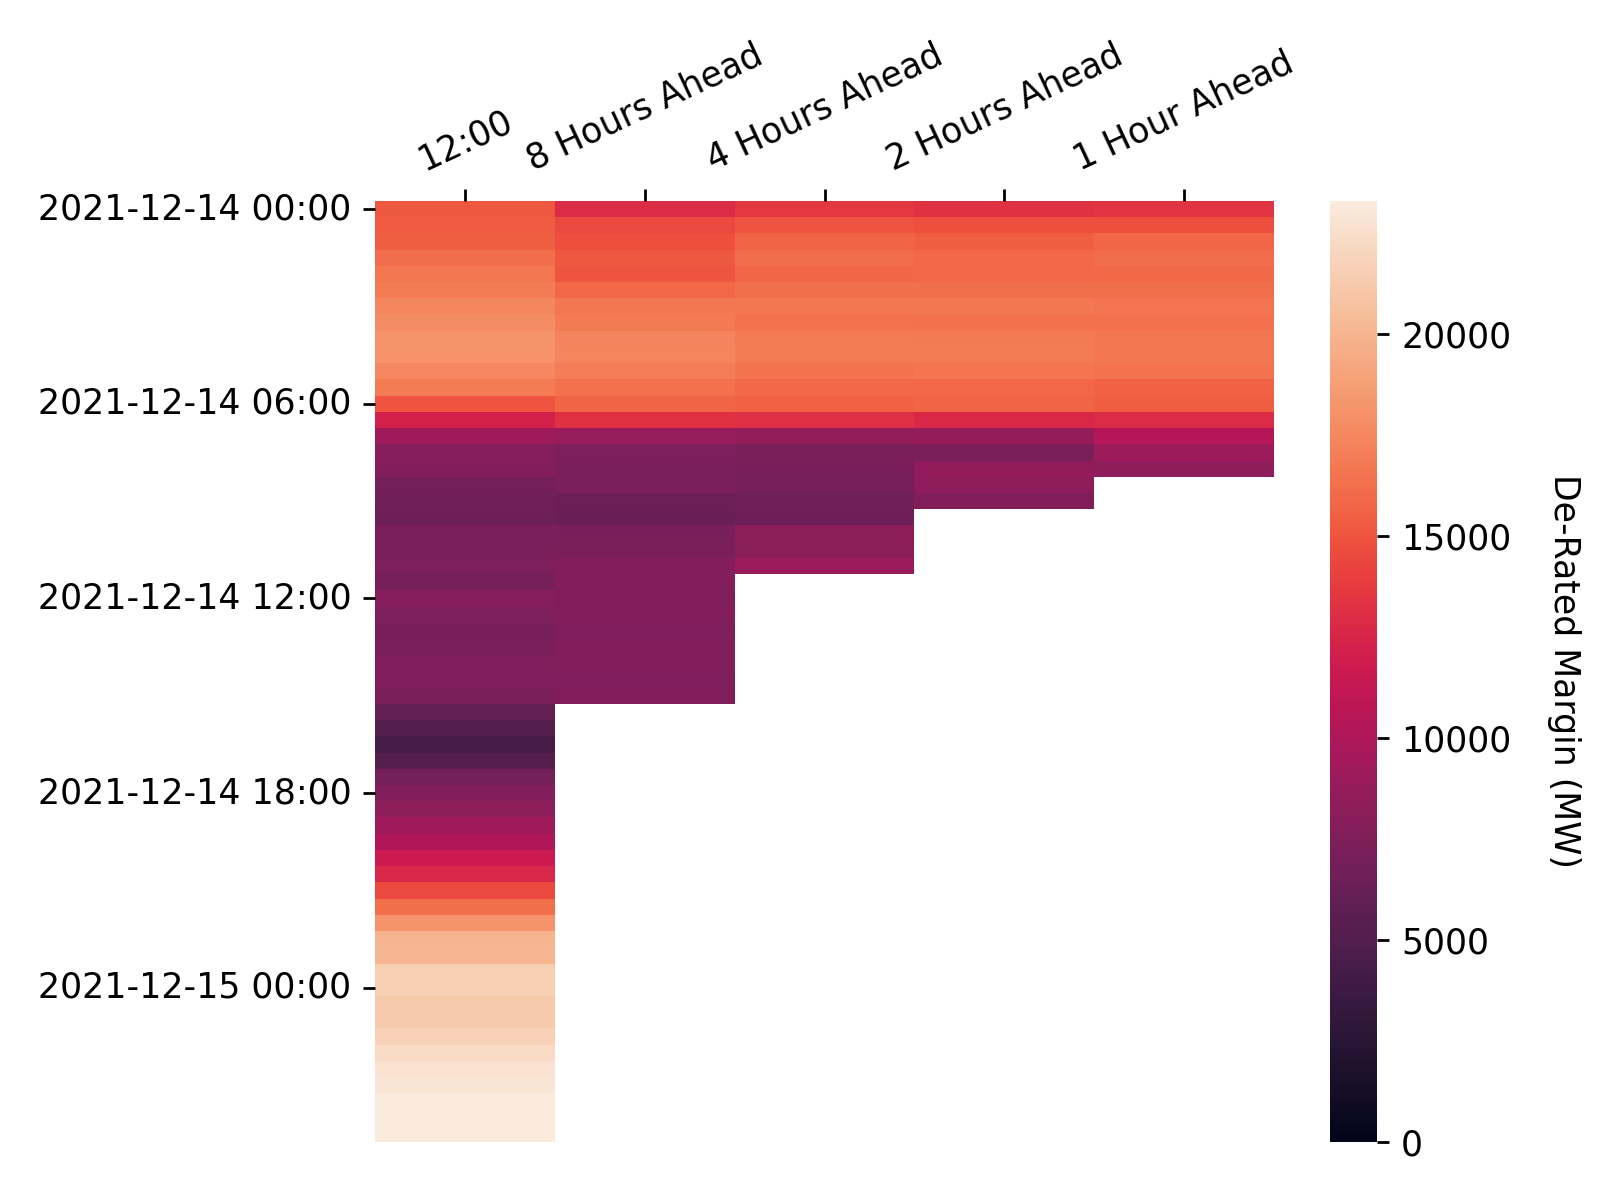 12:00
8 Hours Ahead
4 Hours Ahead
2 Hours Ahead
1 Hour Ahead
2021-12-14 00:00
2021-12-14 06:00
2021-12-14 12:00
2021-12-14 18:00
2021-12-15 00:00
20000
15000
10000
5000
0
De-Rated Margin (MW)